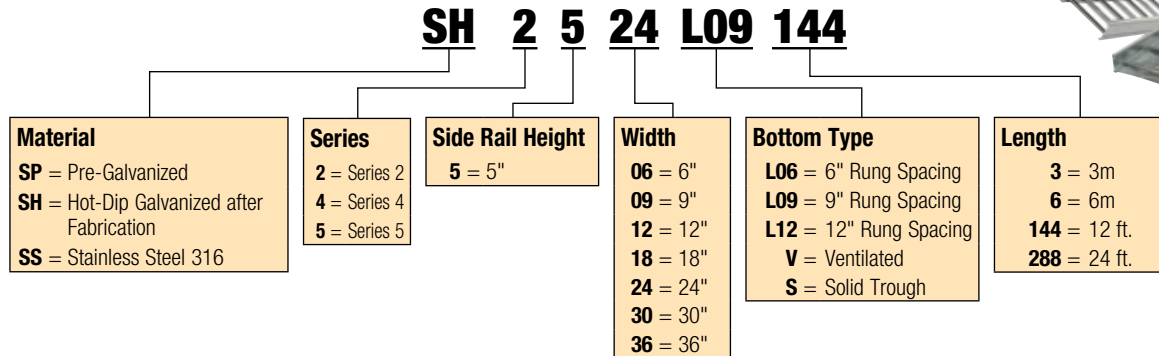 SH 2 5 24 L09 144
Material
SP = Pre-Galvanized
SH = Hot-Dip Galvanized after
Fabrication
SS = Stainless Steel 316
Series
2 = Series 2
4 = Series 4
5 = Series 5
Side Rail Height
5 = 5"
Width
06 = 6"
09 = 9"
12 = 12"
18 = 18"
24 = 24"
30 = 30"
36 = 36"
Bottom Type
L06 = 6" Rung Spacing
L09 = 9" Rung Spacing
L12 = 12" Rung Spacing
V = Ventilated
S = Solid Trough
Length
3 = 3m
6 = 6m
144 = 12 ft.
288 = 24 ft.